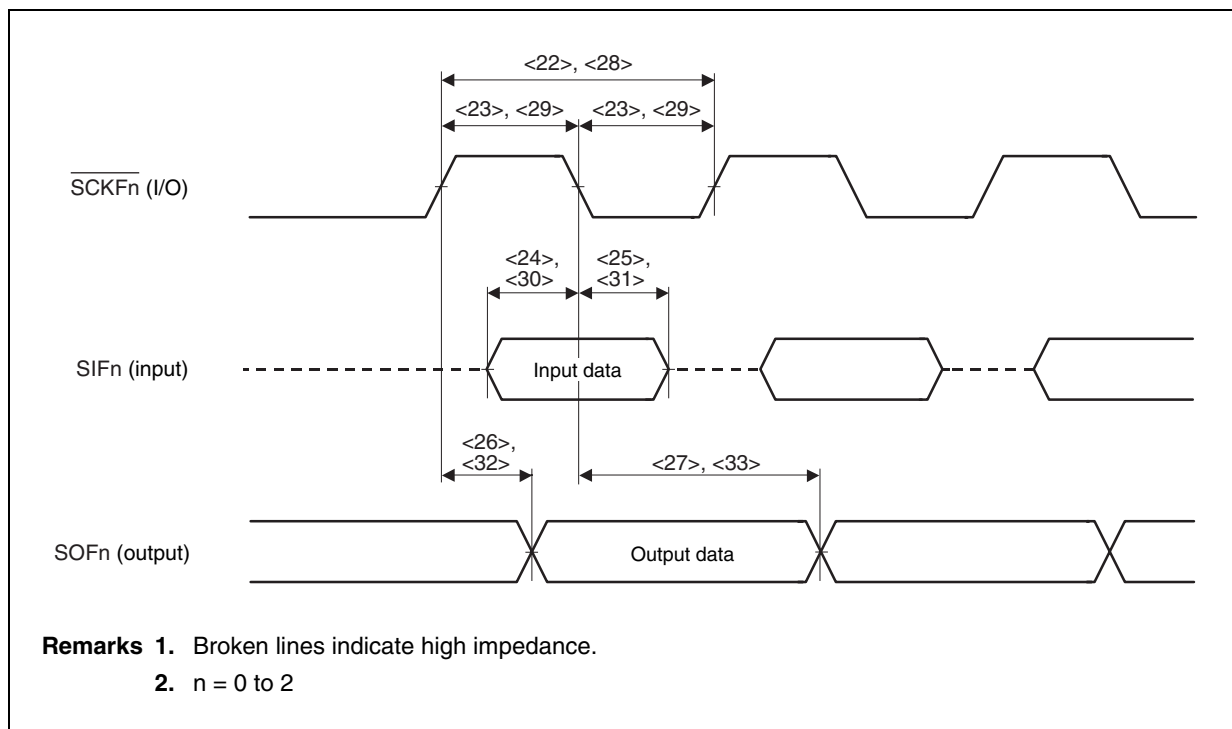 <22>, <28>
<23>, <29> <23>, <29>
SCKFn (I/O)
<24>,
<30>
<25>,
<31>
SIFn (input)
Input data
<26>,
<32>
<27>, <33>
SOFn (output)
Output data
Remarks 1. Broken lines indicate high impedance.
2. n = 0 to 2